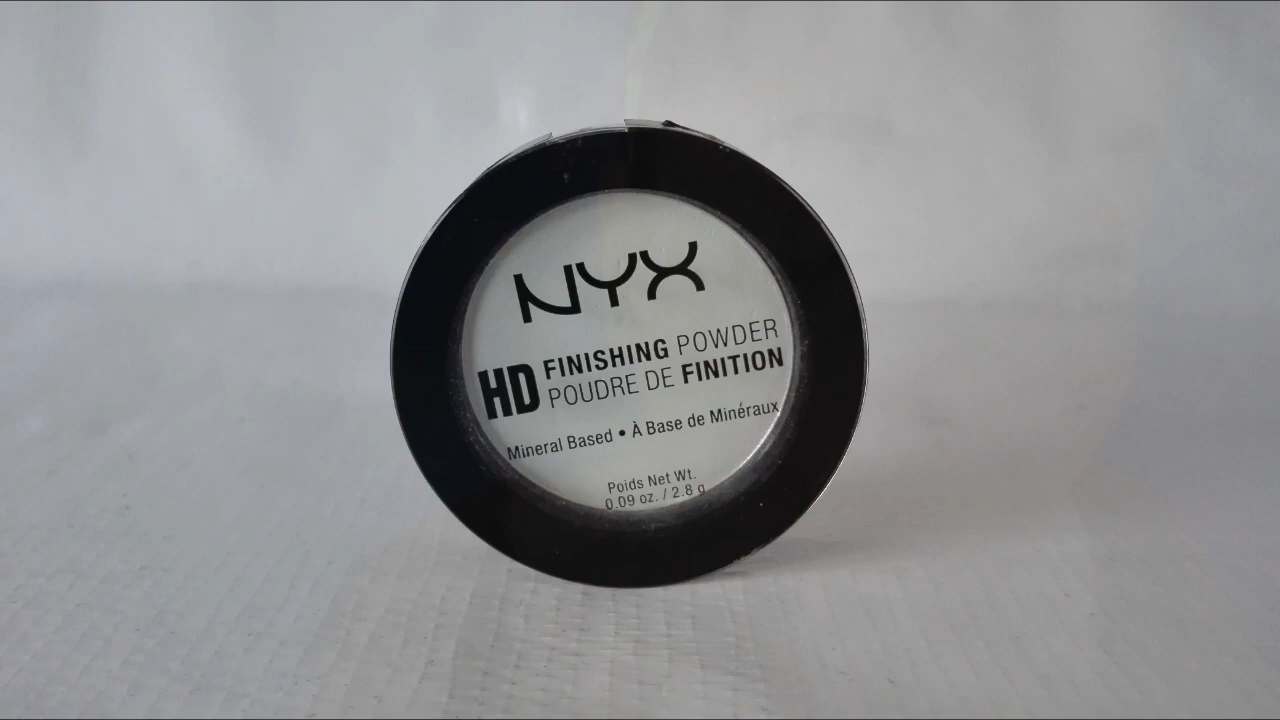 NYX
HD FINISHING POWDER
POUDRE DE FINITION
Mineral Based • À Base de Minéraux
Poids Net Wt.
0.09 oz. / 2.8 g